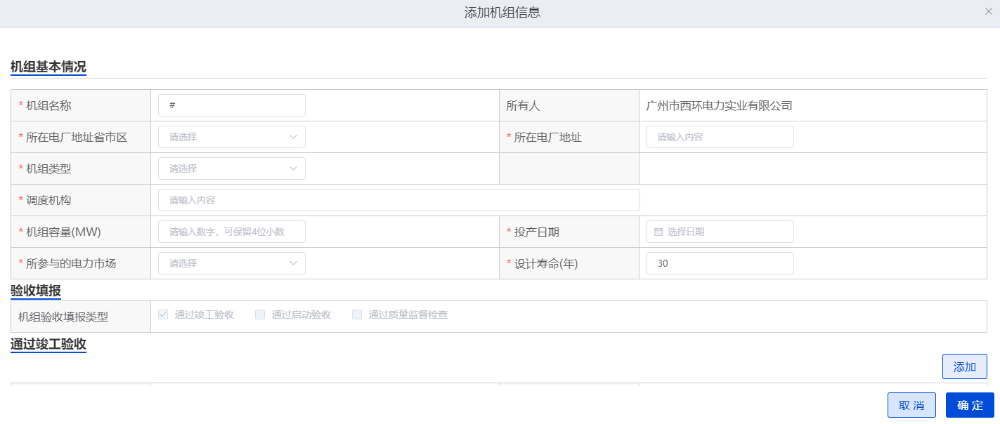 添加机组信息
机组基本情况
* 机组名称 # 所有人 广州市西环电力实业有限公司
* 所在电厂地址省市区 请选择 * 所在电厂地址 请输入内容
* 机组类型 请选择
* 调度机构 请输入内容
* 机组容量(MW) 请输入数字，可保留4位小数 * 投产日期 选择日期
* 所参与的电力市场 请选择 * 设计寿命(年) 30
验收填报
机组验收填报类型 通过竣工验收 通过启动验收 通过质量监督检查
通过竣工验收
添加
取消 确定